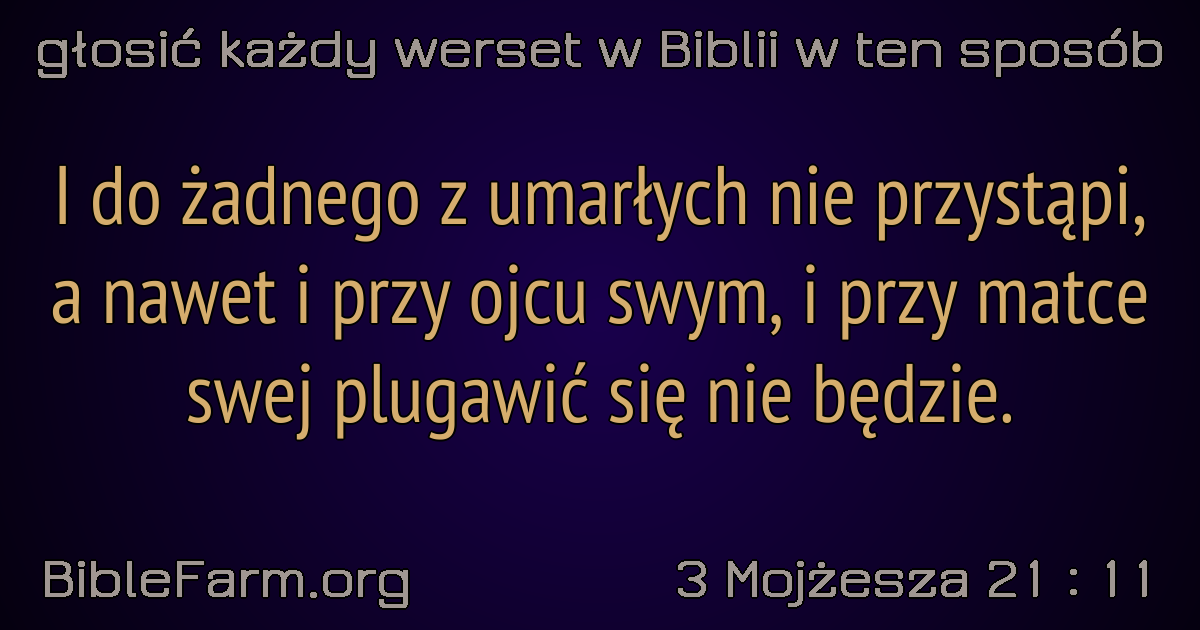 głosić każdy werset w Biblii w ten sposób
I do żadnego z umarłych nie przystąpi,
a nawet i przy ojcu swym, i przy matce
swej plugawić się nie będzie.
BibleFarm.org
3 Mojżesza 21 : 11